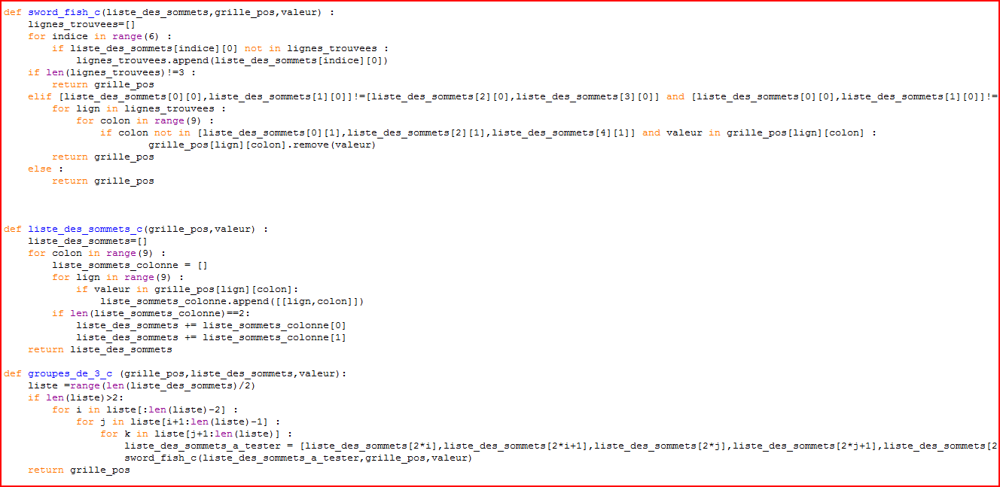 def sword_fish_c(liste_des_sommets,grille_pos,valeur) :
    lignes_trouvees=[]
    for indice in range(6) :
        if liste_des_sommets[indice][0] not in lignes_trouvees :
            lignes_trouvees.append(liste_des_sommets[indice][0])
    if len(lignes_trouvees)!=3 :
        return grille_pos
    elif [liste_des_sommets[0][0],liste_des_sommets[1][0]]!=[liste_des_sommets[2][0],liste_des_sommets[3][0]] and [liste_des_sommets[0][0],liste_des_sommets[1][0]]!=
        for lign in lignes_trouvees :
            for colon in range(9) :
                if colon not in [liste_des_sommets[0][1],liste_des_sommets[2][1],liste_des_sommets[4][1]] and valeur in grille_pos[lign][colon] :
                        grille_pos[lign][colon].remove(valeur)
        return grille_pos
    else :
        return grille_pos
def liste_des_sommets_c(grille_pos,valeur) :
    liste_des_sommets=[]
    for colon in range(9) :
        liste_sommets_colonne = []
        for lign in range(9) :
            if valeur in grille_pos[lign][colon]:
                liste_sommets_colonne.append([[lign,colon]])
        if len(liste_sommets_colonne)==2:
            liste_des_sommets += liste_sommets_colonne[0]
            liste_des_sommets += liste_sommets_colonne[1]
    return liste_des_sommets
def groupes_de_3_c (grille_pos,liste_des_sommets,valeur):
    liste =range(len(liste_des_sommets)/2)
    if len(liste)>2:
        for i in liste[:len(liste)-2] :
            for j in liste[i+1:len(liste)-1] :
                for k in liste[j+1:len(liste)] :
                    liste_des_sommets_a_tester = [liste_des_sommets[2*i],liste_des_sommets[2*i+1],liste_des_sommets[2*j],liste_des_sommets[2*j+1],liste_des_sommets[2
                    sword_fish_c(liste_des_sommets_a_tester,grille_pos,valeur)
    return grille_pos